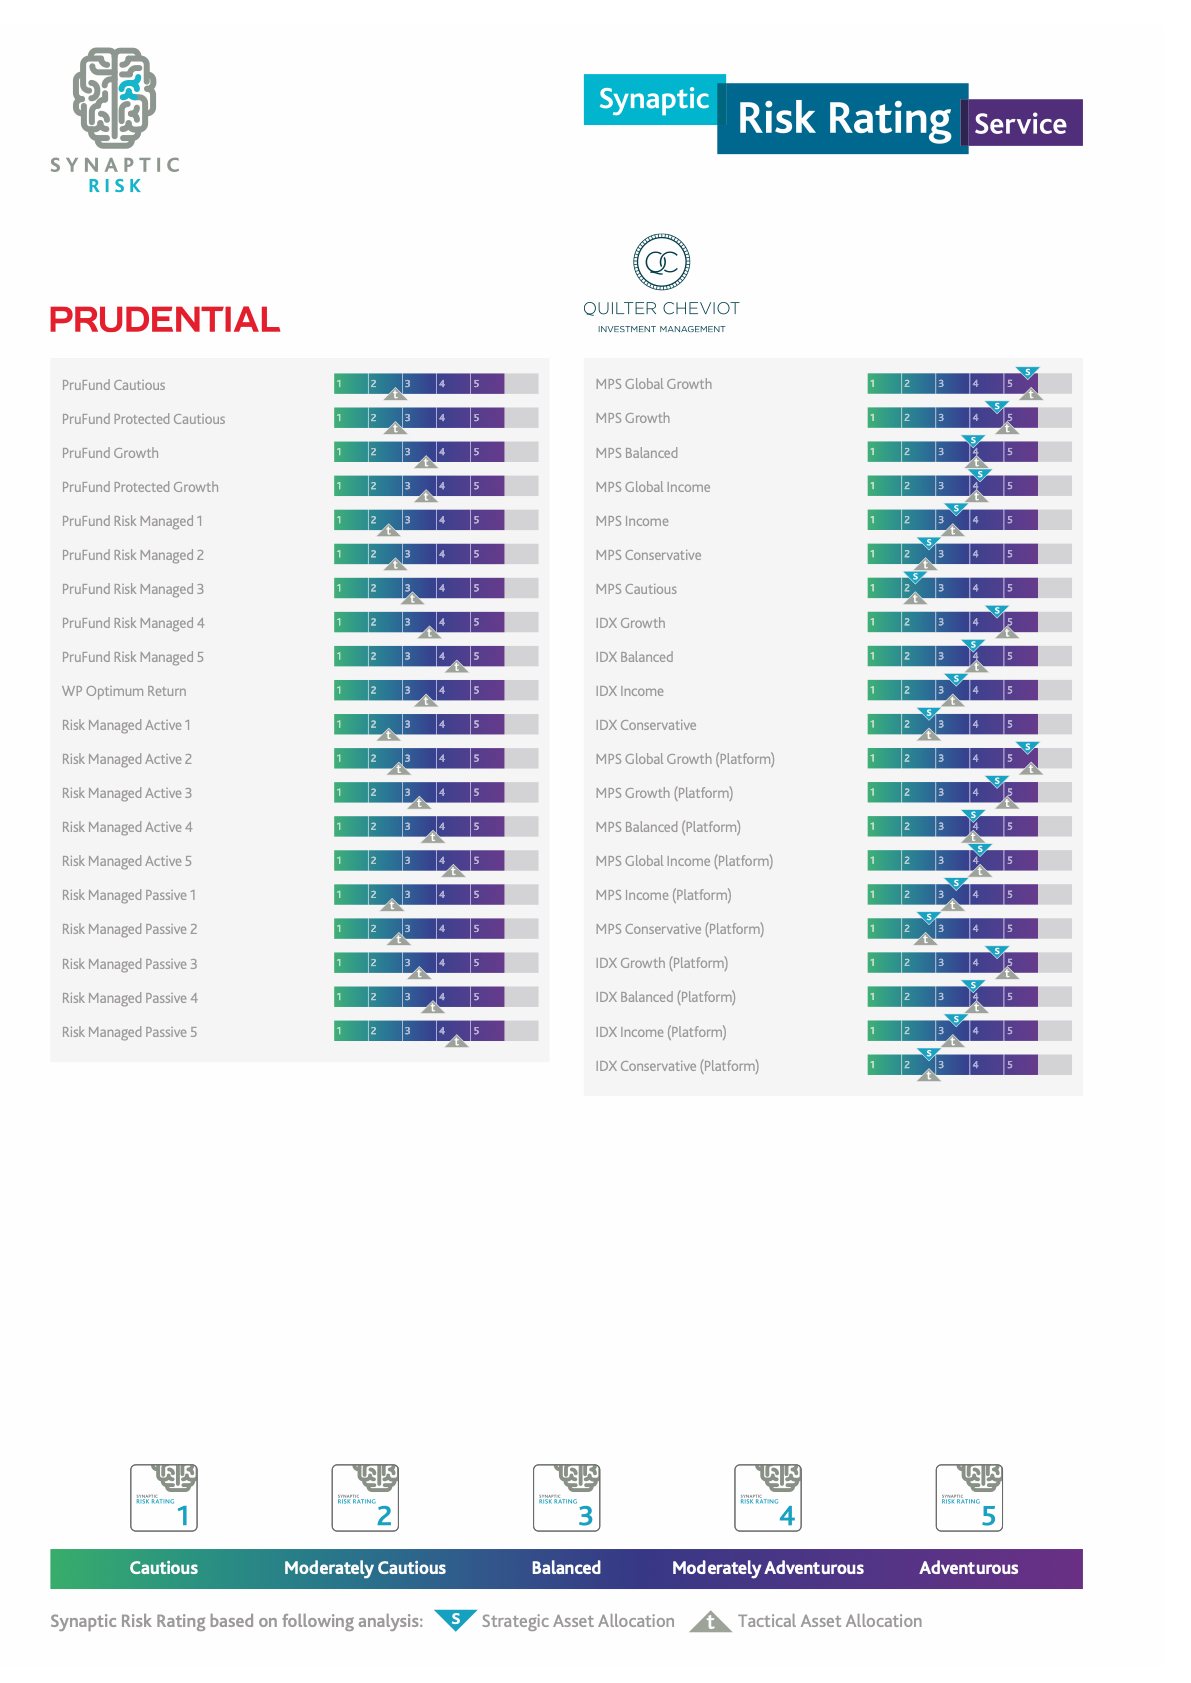 SYNAPTIC
RISK
Synaptic Risk Rating Service
PRUDENTIAL
PruFund Cautious 1 2 3 4 5 t
PruFund Protected Cautious 1 2 3 4 5 t
PruFund Growth 1 2 3 4 5 t
PruFund Protected Growth 1 2 3 4 5 t
PruFund Risk Managed 1 1 2 3 4 5 t
PruFund Risk Managed 2 1 2 3 4 5 t
PruFund Risk Managed 3 1 2 3 4 5 t
PruFund Risk Managed 4 1 2 3 4 5 t
PruFund Risk Managed 5 1 2 3 4 5 t
WP Optimum Return 1 2 3 4 5 t
Risk Managed Active 1 1 2 3 4 5 t
Risk Managed Active 2 1 2 3 4 5 t
Risk Managed Active 3 1 2 3 4 5 t
Risk Managed Active 4 1 2 3 4 5 t
Risk Managed Active 5 1 2 3 4 5 t
Risk Managed Passive 1 1 2 3 4 5 t
Risk Managed Passive 2 1 2 3 4 5 t
Risk Managed Passive 3 1 2 3 4 5 t
Risk Managed Passive 4 1 2 3 4 5 t
Risk Managed Passive 5 1 2 3 4 5 t
QC
QUILTER CHEVIOT
INVESTMENT MANAGEMENT
MPS Global Growth 1 2 3 4 5 s t
MPS Growth 1 2 3 4 5 s t
MPS Balanced 1 2 3 4 5 s t
MPS Global Income 1 2 3 4 5 s t
MPS Income 1 2 3 4 5 s t
MPS Conservative 1 2 3 4 5 s t
MPS Cautious 1 2 3 4 5 s t
IDX Growth 1 2 3 4 5 s t
IDX Balanced 1 2 3 4 5 s t
IDX Income 1 2 3 4 5 s t
IDX Conservative 1 2 3 4 5 s t
MPS Global Growth (Platform) 1 2 3 4 5 s t
MPS Growth (Platform) 1 2 3 4 5 s t
MPS Balanced (Platform) 1 2 3 4 5 s t
MPS Global Income (Platform) 1 2 3 4 5 s t
MPS Income (Platform) 1 2 3 4 5 s t
MPS Conservative (Platform) 1 2 3 4 5 s t
IDX Growth (Platform) 1 2 3 4 5 s t
IDX Balanced (Platform) 1 2 3 4 5 s t
IDX Income (Platform) 1 2 3 4 5 s t
IDX Conservative (Platform) 1 2 3 4 5 s t
SYNAPTIC
RISK RATING
1
SYNAPTIC
RISK RATING
2
SYNAPTIC
RISK RATING
3
SYNAPTIC
RISK RATING
4
SYNAPTIC
RISK RATING
5
Cautious Moderately Cautious Balanced Moderately Adventurous Adventurous
Synaptic Risk Rating based on following analysis: s Strategic Asset Allocation t Tactical Asset Allocation